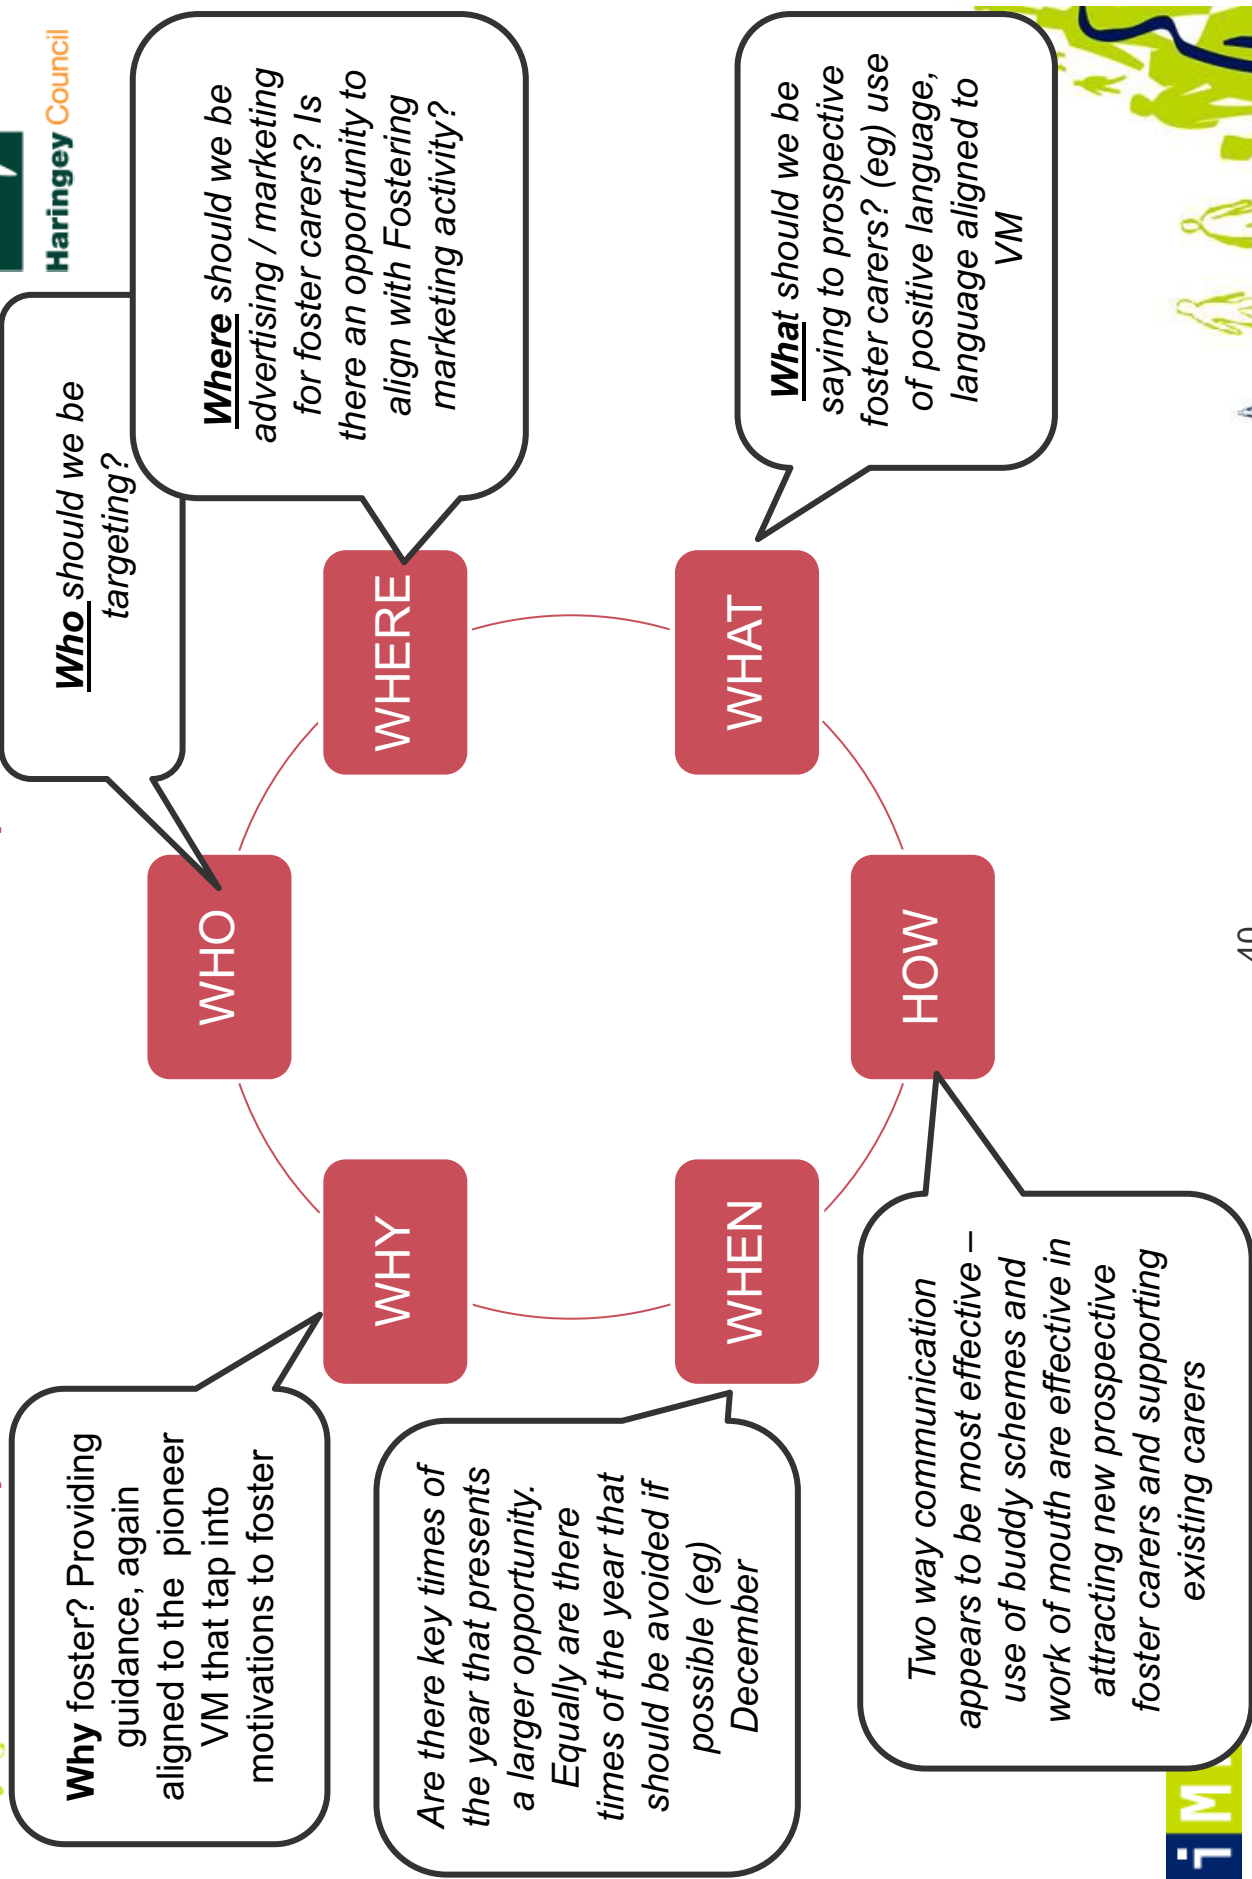 Haringey Council
Who should we be
targeting?
WHO
Where should we be
advertising / marketing
for foster carers? Is
there an opportunity to
align with Fostering
marketing activity?
WHERE
What should we be
saying to prospective
foster carers? (eg) use
of positive language,
language aligned to
VM
WHAT
HOW
Two way communication
appears to be most effective –
use of buddy schemes and
work of mouth are effective in
attracting new prospective
foster carers and supporting
existing carers
WHEN
Are there key times of
the year that presents
a larger opportunity.
Equally are there
times of the year that
should be avoided if
possible (eg)
December
WHY
Why foster? Providing
guidance, again
aligned to the pioneer
VM that tap into
motivations to foster
40